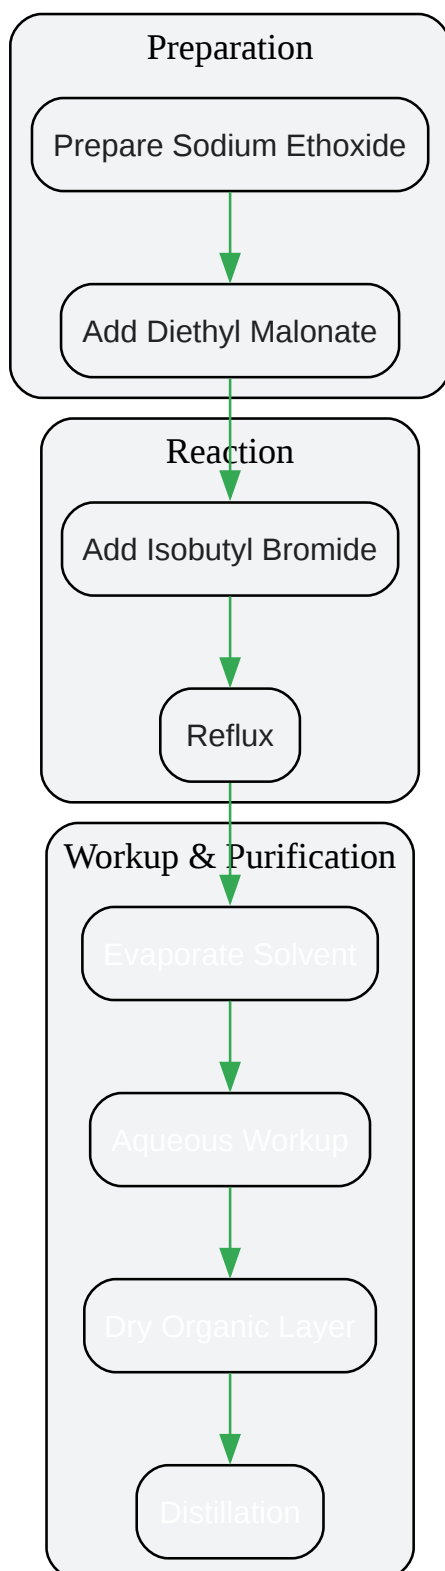 Preparation
Prepare Sodium Ethoxide
Add Diethyl Malonate
Reaction
Add Isobutyl Bromide
Reflux
Workup & Purification
Evaporate Solvent
Aqueous Workup
Dry Organic Layer
Distillation